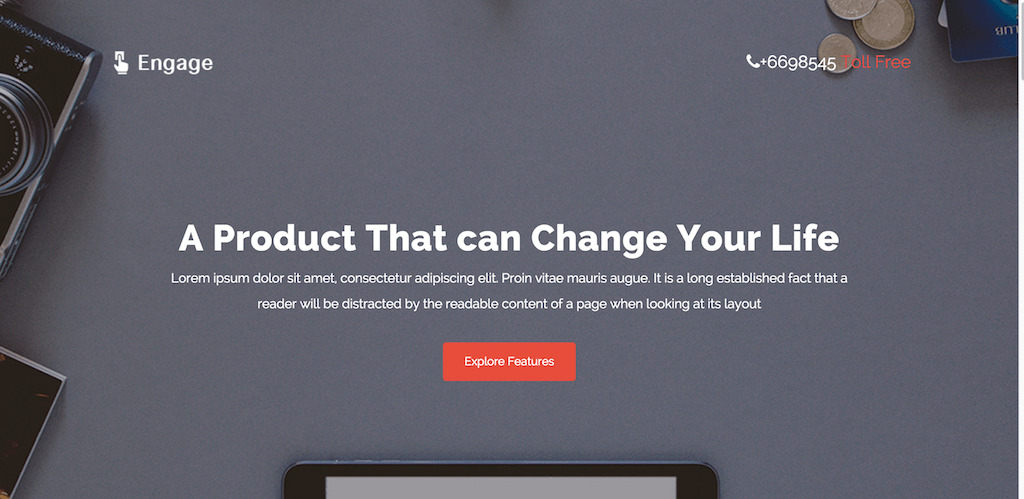 Engage
+6698545 Toll Free
A Product That can Change Your Life
Lorem ipsum dolor sit amet, consectetur adipiscing elit. Proin vitae mauris augue. It is a long established fact that a
reader will be distracted by the readable content of a page when looking at its layout
Explore Features